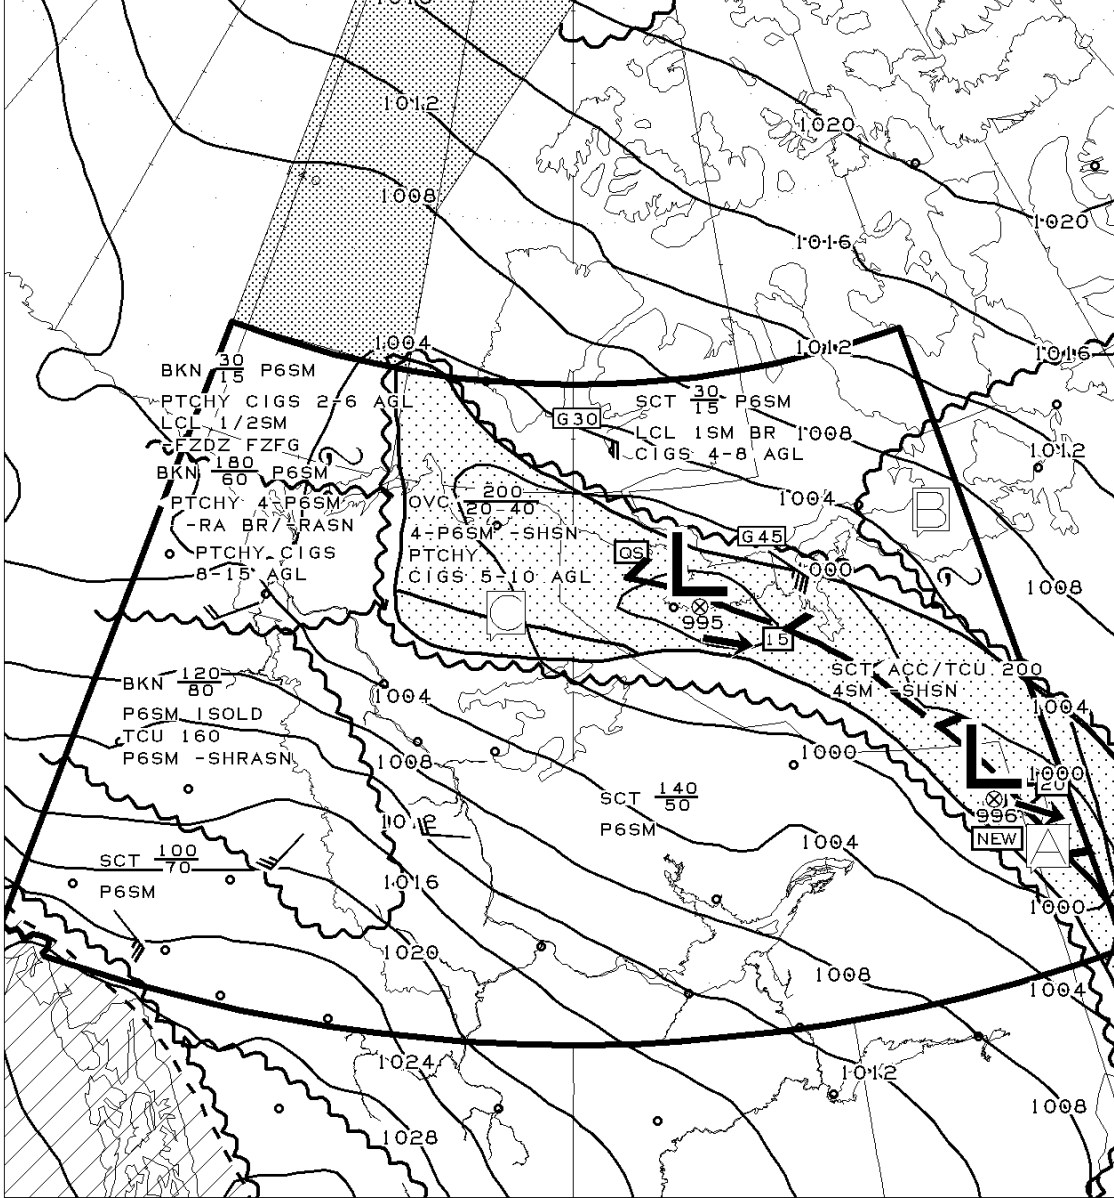 1012
1020
1008
1020
1016
1004
1012
1016
BKN 30/15 P6SM
PTCHY CIGS 2-6 AGL
LCL 1/2SM
-FZDZ FZFG
SCT 30/15 P6SM
LCL 1SM BR
CIGS 4-8 AGL
G30
1008
1012
BKN 180/60 P6SM
PTCHY 4-P6SM
-RA BR/-RASN
PTCHY CIGS
8-15 AGL
OVC 200/20-40
4-P6SM -SHSN
PTCHY
CIGS 5-10 AGL
1004
B
G45
QS
1000
1008
C
995
15
SCT ACC/TCU 200
4SM -SHSN
BKN 120/80
P6SM ISOLD
TCU 160
P6SM -SHRASN
1004
1004
1000
1008
1000
20
SCT 140/50
P6SM
996
NEW
A
1012
1004
SCT 100/70
P6SM
1016
1000
1020
1008
1004
1024
1012
1008
1028